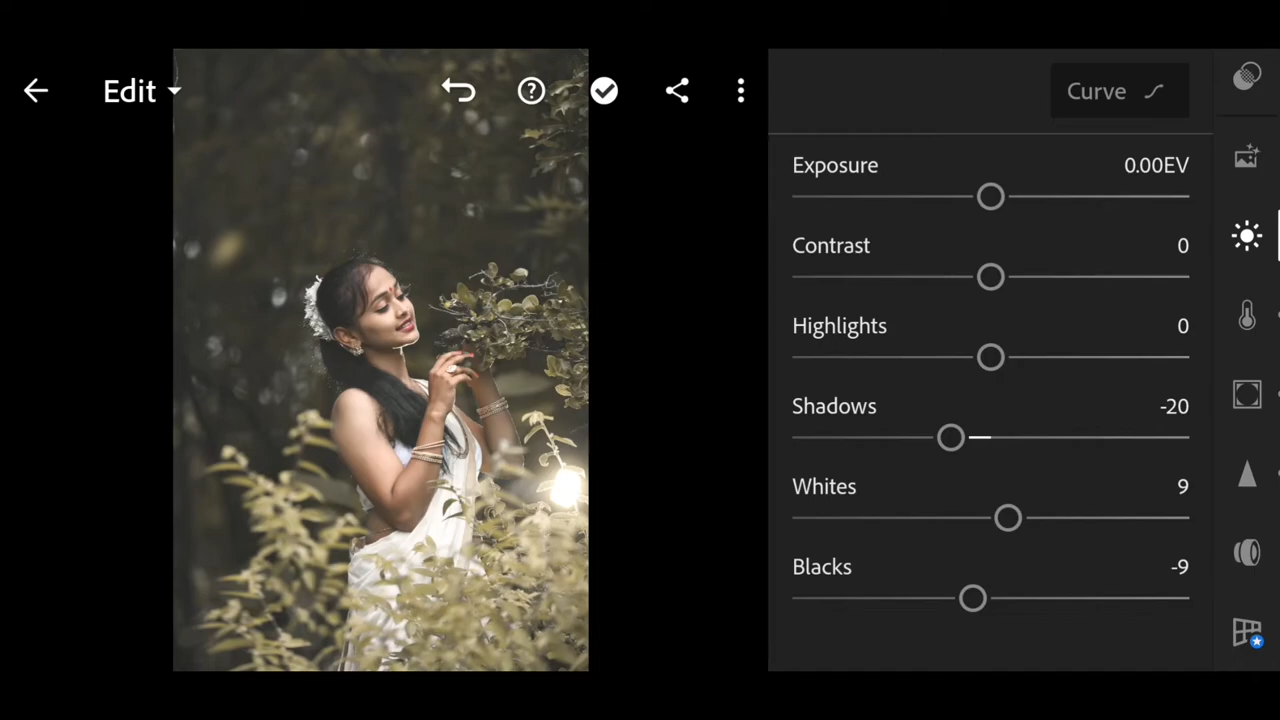 Edit
Curve
Exposure 0.00EV
Contrast 0
Highlights 0
Shadows -20
Whites 9
Blacks -9